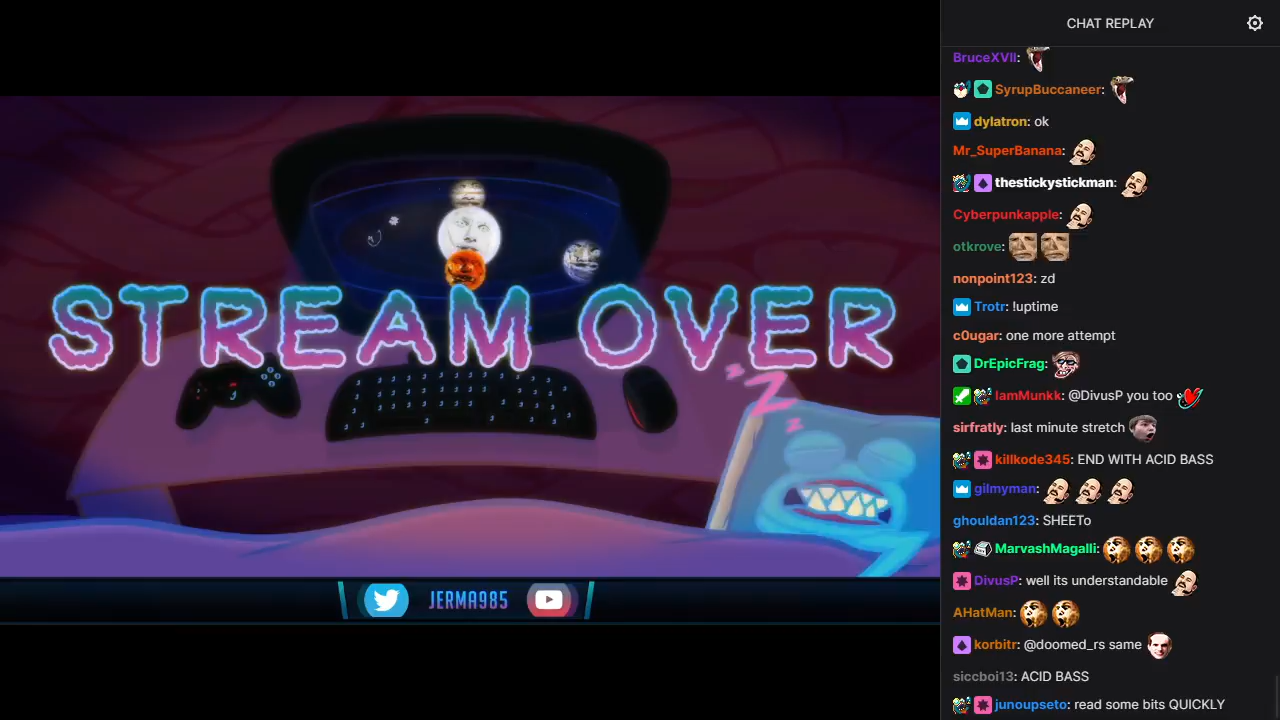 CHAT REPLAY
BruceXVII:
SyrupBuccaneer:
dylatron: ok
Mr_SuperBanana:
thestickystickman:
Cyberpunkapple:
otkrove:
nonpoint123: zd
Trotr: !uptime
c0ugar: one more attempt
DrEpicFrag:
IamMunkk: @DivusP you too
sirfratly: last minute stretch
killkode345: END WITH ACID BASS
gilmyman:
ghouldan123: SHEETo
MarvashMagalli:
DivusP: well its understandable
AHatMan:
korbitr: @doomed_rs same
siccboi13: ACID BASS
junoupseto: read some bits QUICKLY
STREAM OVER
z
Z
z
JERMA985